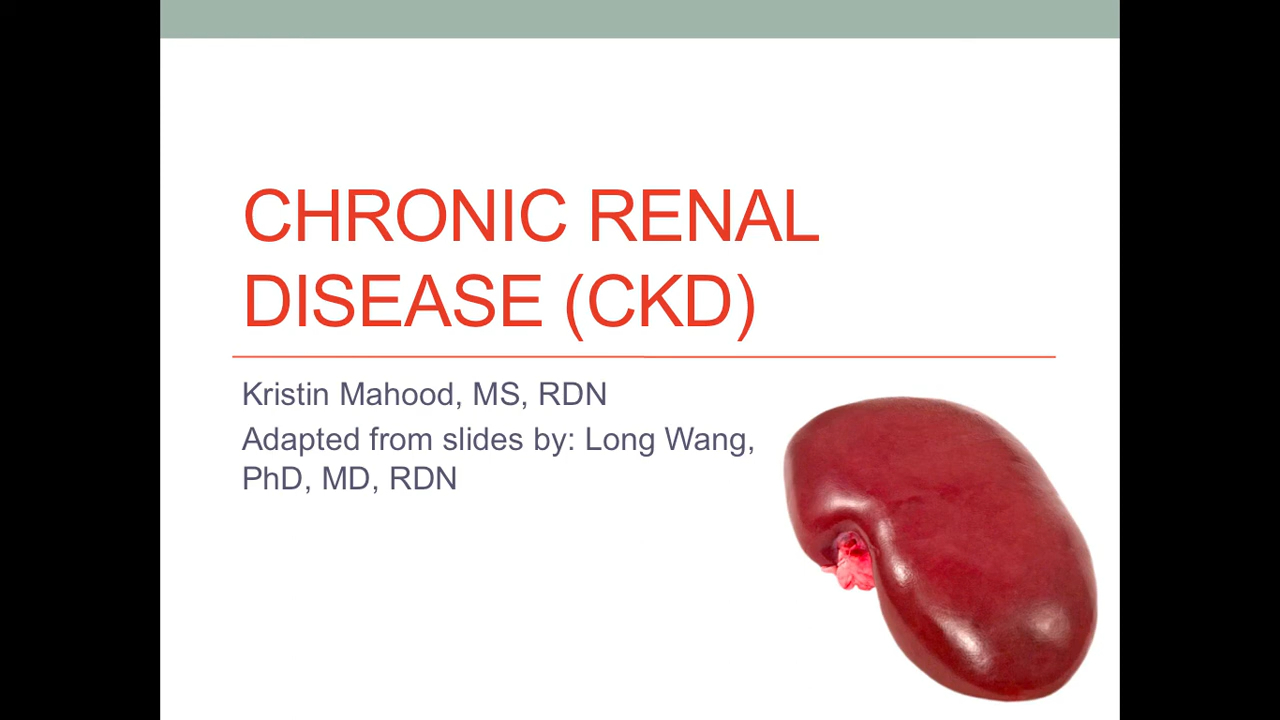 CHRONIC RENAL
DISEASE (CKD)
Kristin Mahood, MS, RDN
Adapted from slides by: Long Wang,
PhD, MD, RDN